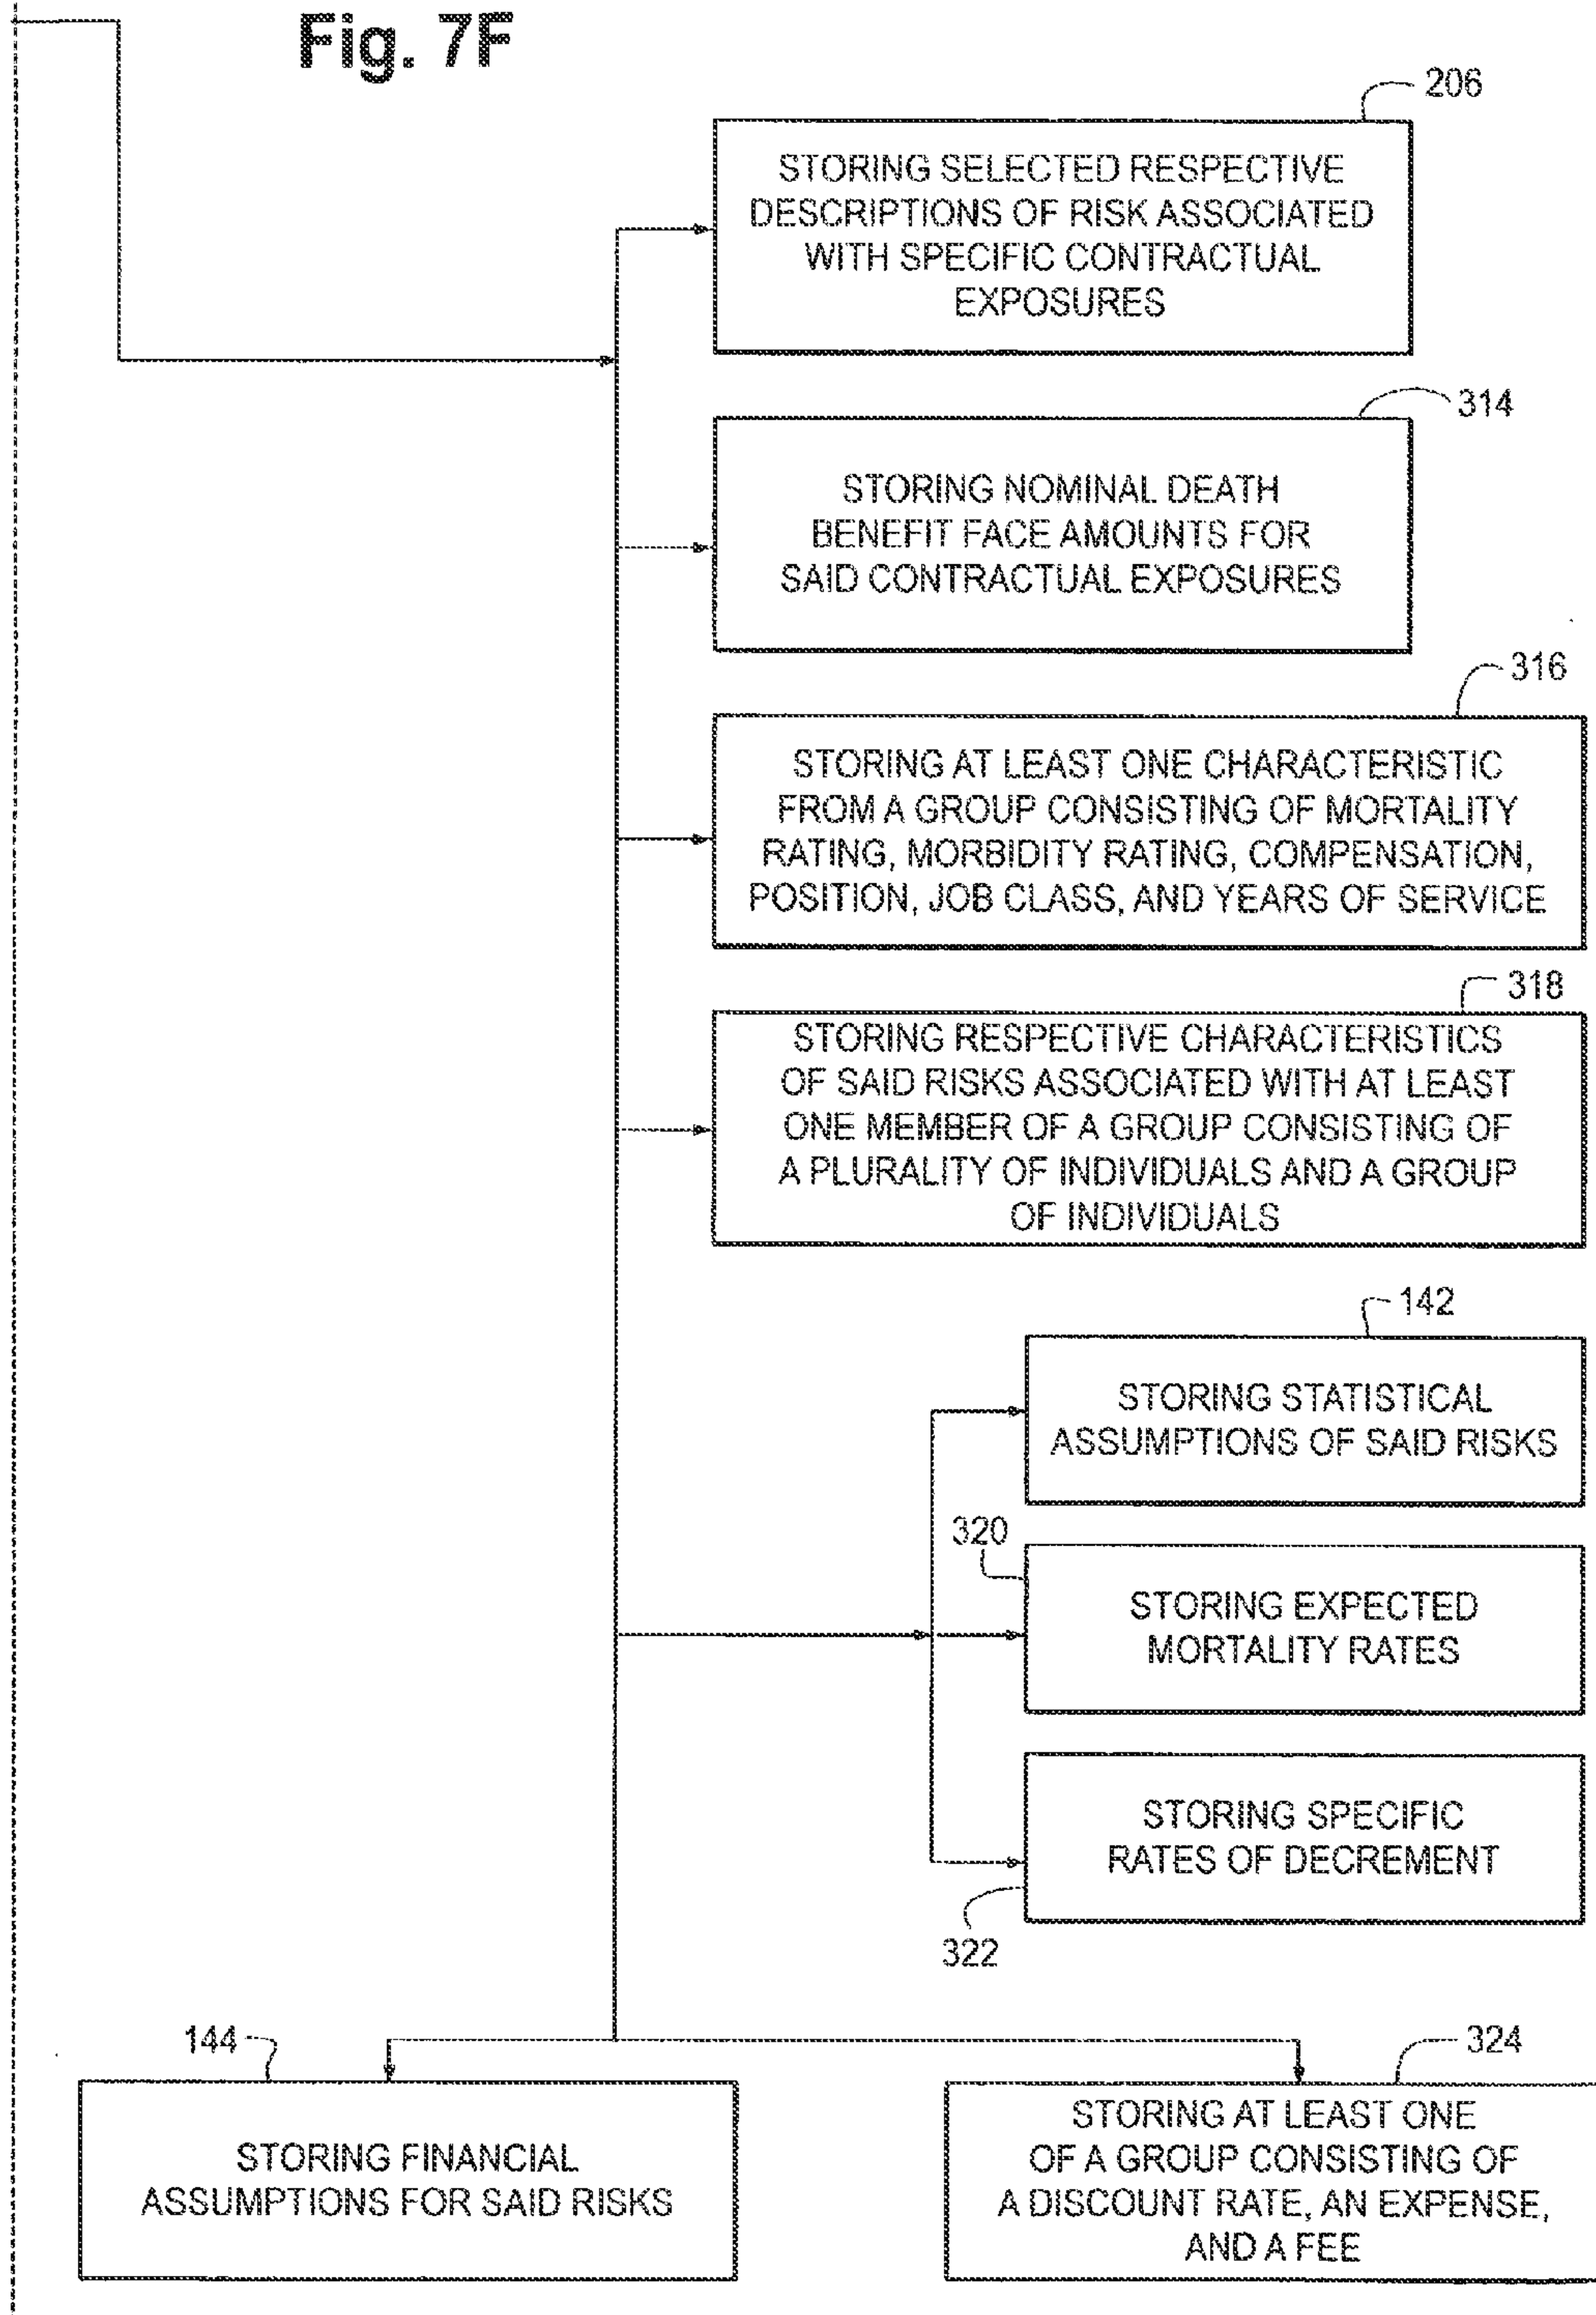 Fig. 7F
206
STORING SELECTED RESPECTIVE
DESCRIPTIONS OF RISK ASSOCIATED
WITH SPECIFIC CONTRACTUAL
EXPOSURES
314
STORING NOMINAL DEATH
BENEFIT FACE AMOUNTS FOR
SAID CONTRACTUAL EXPOSURES
316
STORING AT LEAST ONE CHARACTERISTIC
FROM A GROUP CONSISTING OF MORTALITY
RATING, MORBIDITY RATING, COMPENSATION,
POSITION, JOB CLASS, AND YEARS OF SERVICE
318
STORING RESPECTIVE CHARACTERISTICS
OF SAID RISKS ASSOCIATED WITH AT LEAST
ONE MEMBER OF A GROUP CONSISTING OF
A PLURALITY OF INDIVIDUALS AND A GROUP
OF INDIVIDUALS
142
STORING STATISTICAL
ASSUMPTIONS OF SAID RISKS
320
STORING EXPECTED
MORTALITY RATES
STORING SPECIFIC
RATES OF DECREMENT
322
144
STORING FINANCIAL
ASSUMPTIONS FOR SAID RISKS
324
STORING AT LEAST ONE
OF A GROUP CONSISTING OF
A DISCOUNT RATE, AN EXPENSE,
AND A FEE